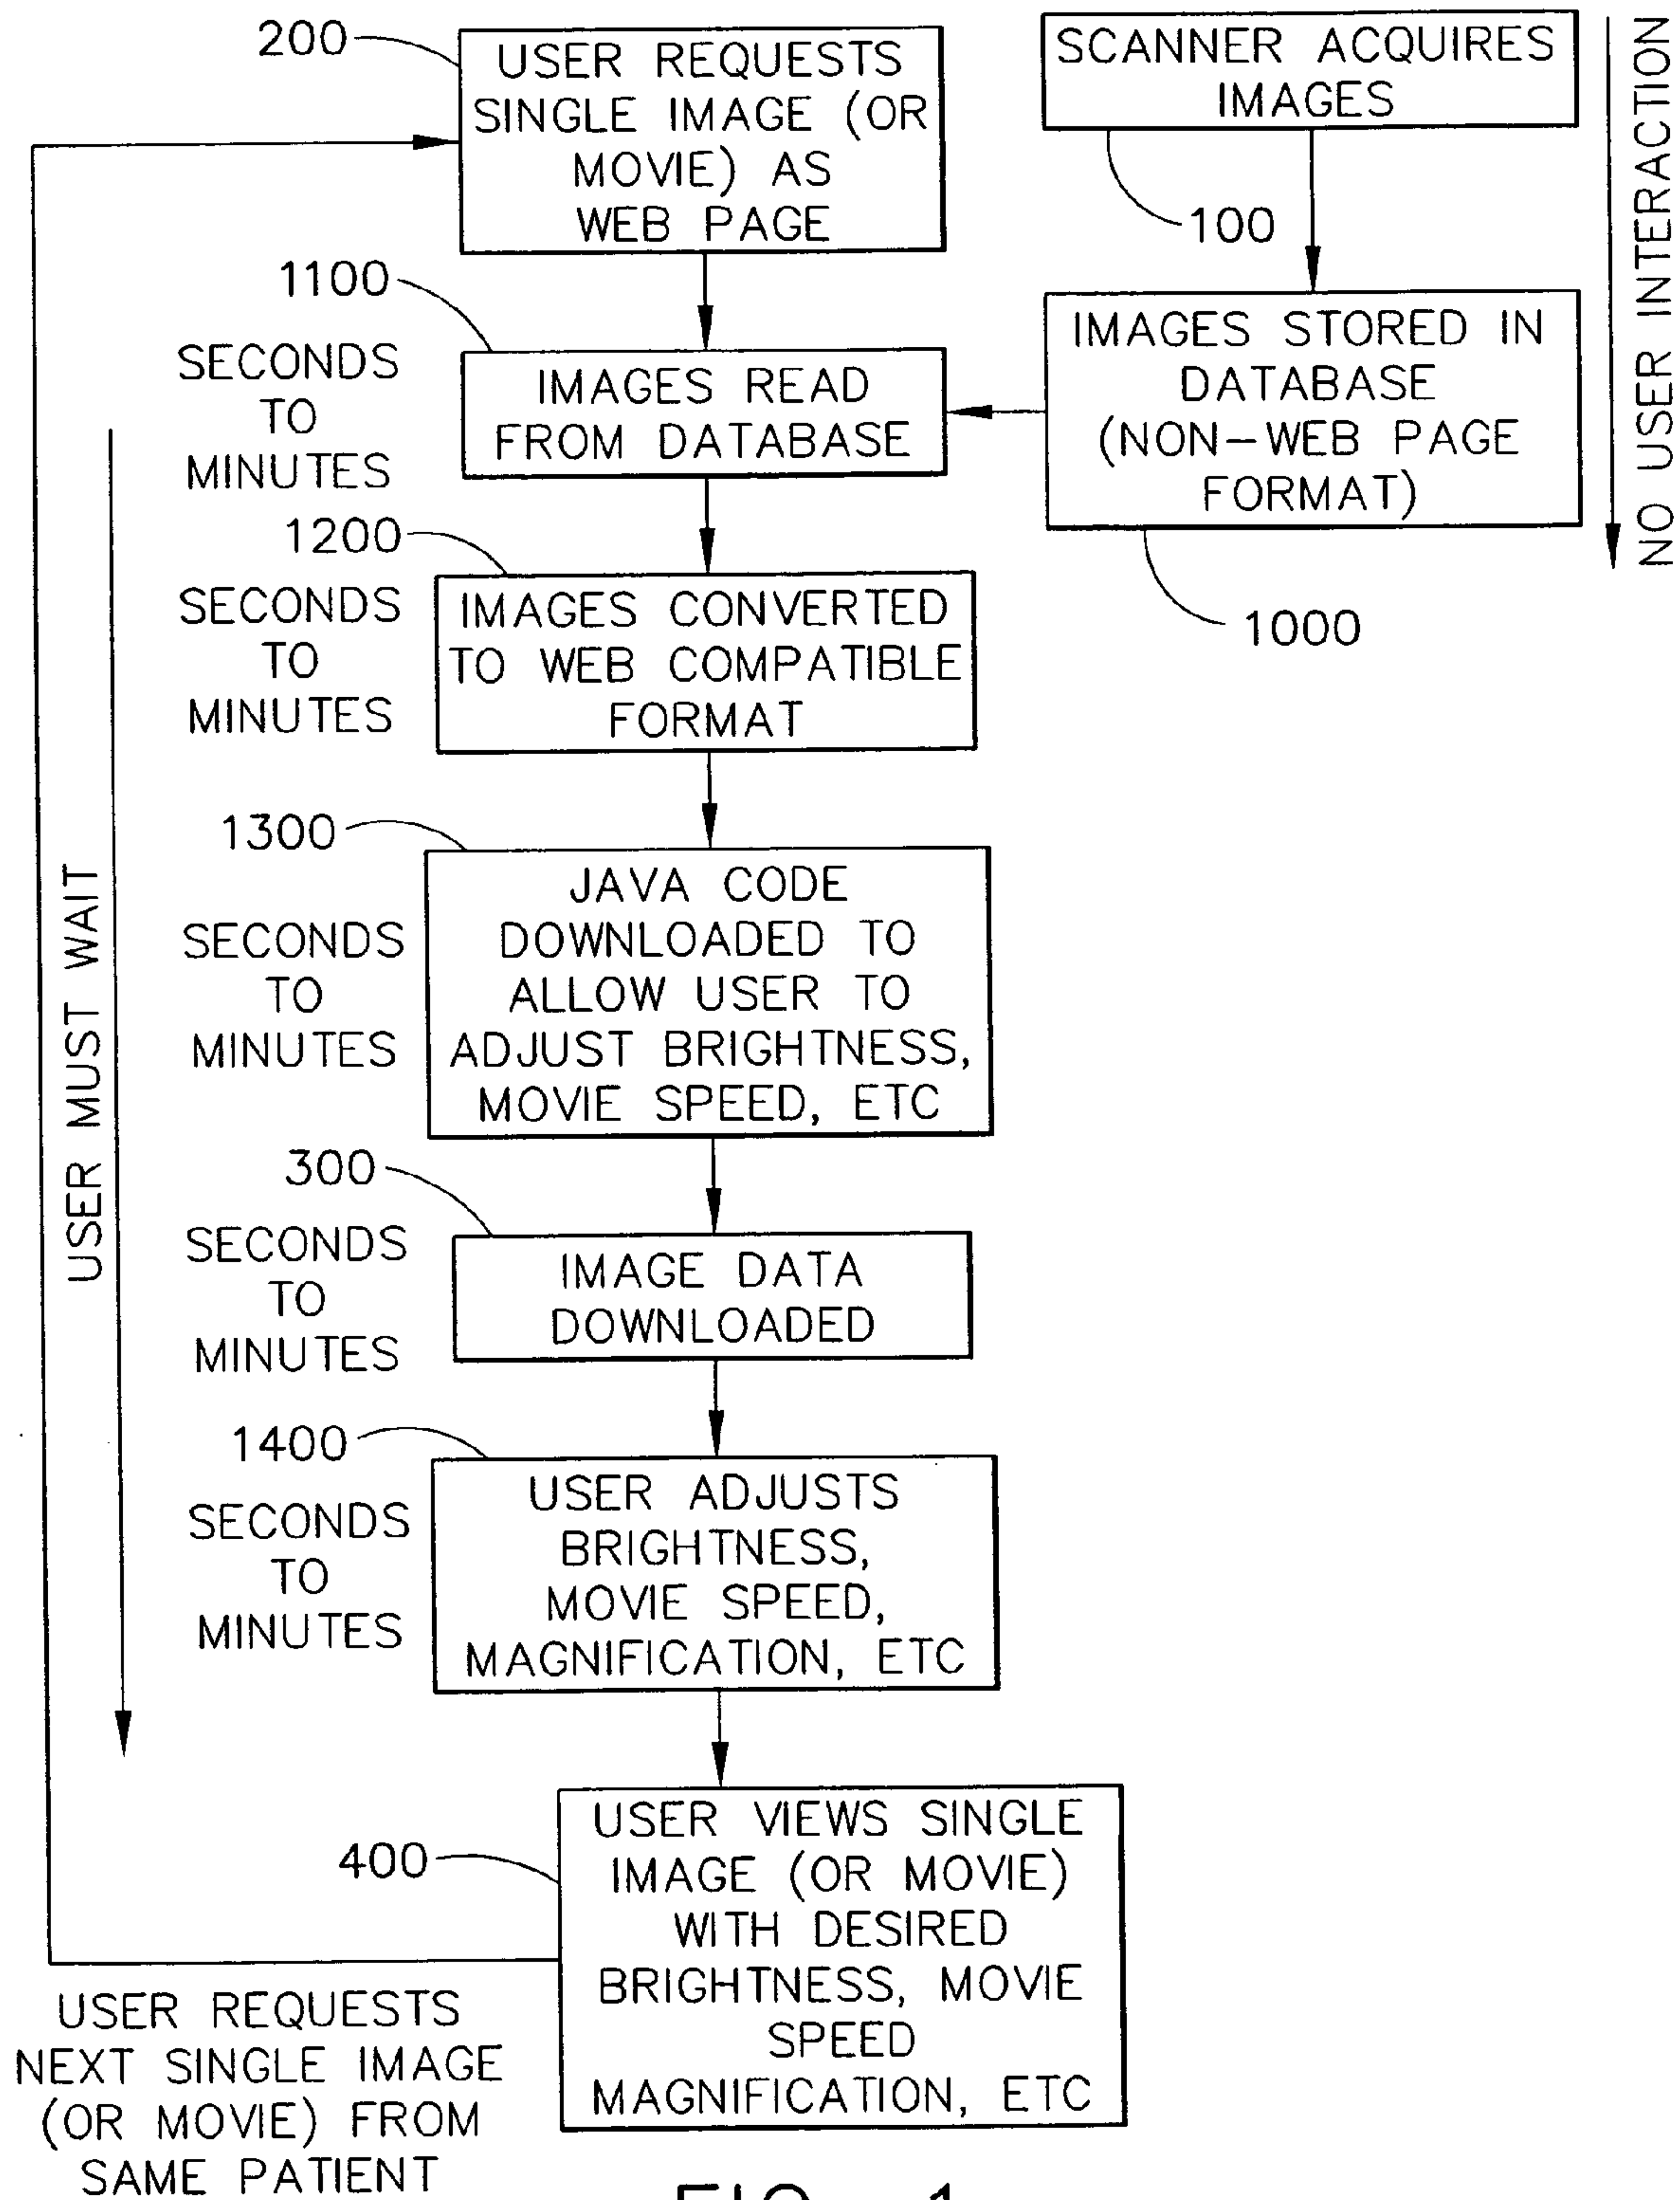 200
USER REQUESTS
SINGLE IMAGE (OR
MOVIE) AS
WEB PAGE
SCANNER ACQUIRES
IMAGES
100
NO USER INTERACTION
1100
SECONDS
TO
MINUTES
IMAGES READ
FROM DATABASE
IMAGES STORED IN
DATABASE
(NON-WEB PAGE
FORMAT)
1000
1200
SECONDS
TO
MINUTES
IMAGES CONVERTED
TO WEB COMPATIBLE
FORMAT
USER MUST WAIT
1300
SECONDS
TO
MINUTES
JAVA CODE
DOWNLOADED TO
ALLOW USER TO
ADJUST BRIGHTNESS,
MOVIE SPEED, ETC
300
SECONDS
TO
MINUTES
IMAGE DATA
DOWNLOADED
1400
SECONDS
TO
MINUTES
USER ADJUSTS
BRIGHTNESS,
MOVIE SPEED,
MAGNIFICATION, ETC
400
USER VIEWS SINGLE
IMAGE (OR MOVIE)
WITH DESIRED
BRIGHTNESS, MOVIE
SPEED
MAGNIFICATION, ETC
USER REQUESTS
NEXT SINGLE IMAGE
(OR MOVIE) FROM
SAME PATIENT
FIG. 1